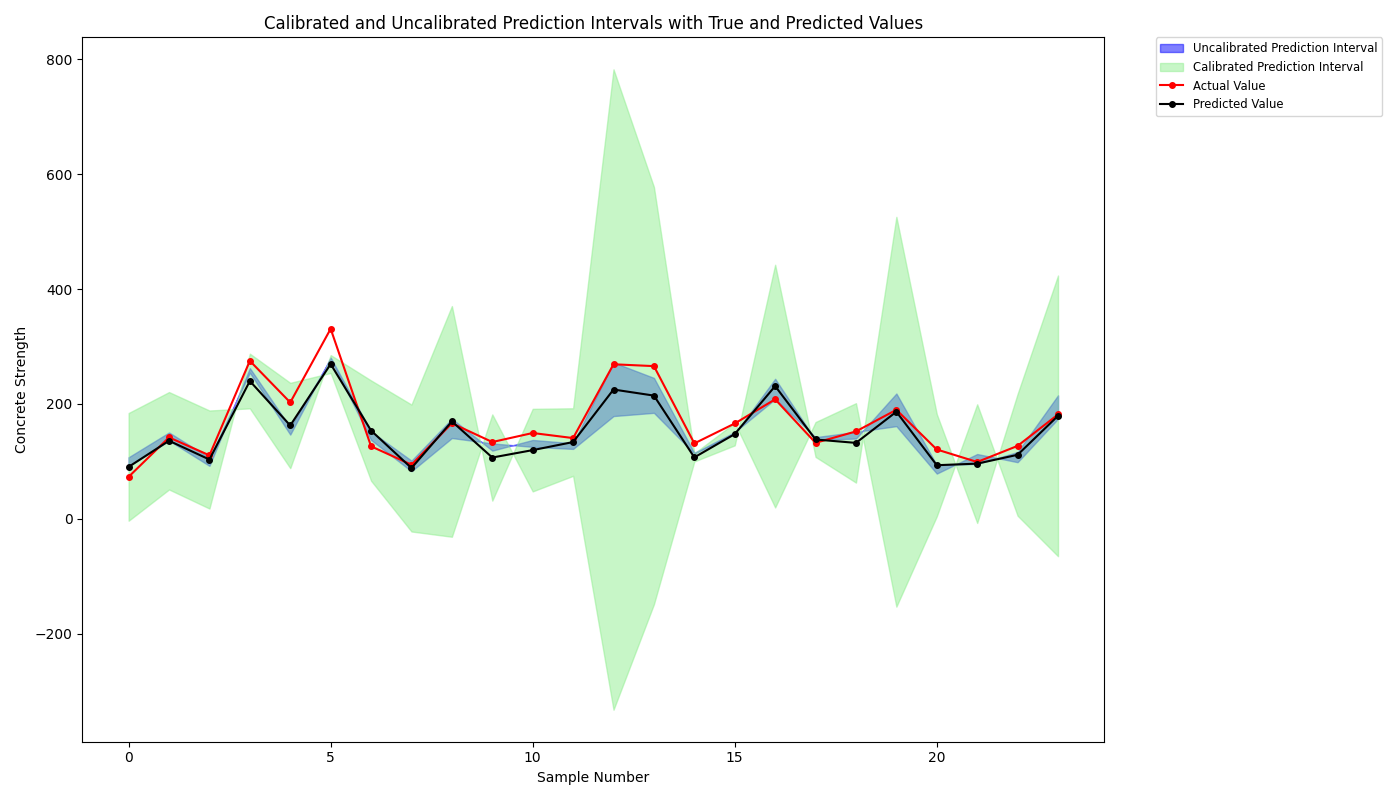 Calibrated and Uncalibrated Prediction Intervals with True and Predicted Values
Uncalibrated Prediction Interval
Calibrated Prediction Interval
Actual Value
Predicted Value
800
600
400
200
0
−200
Concrete Strength
0 5 10 15 20
Sample Number